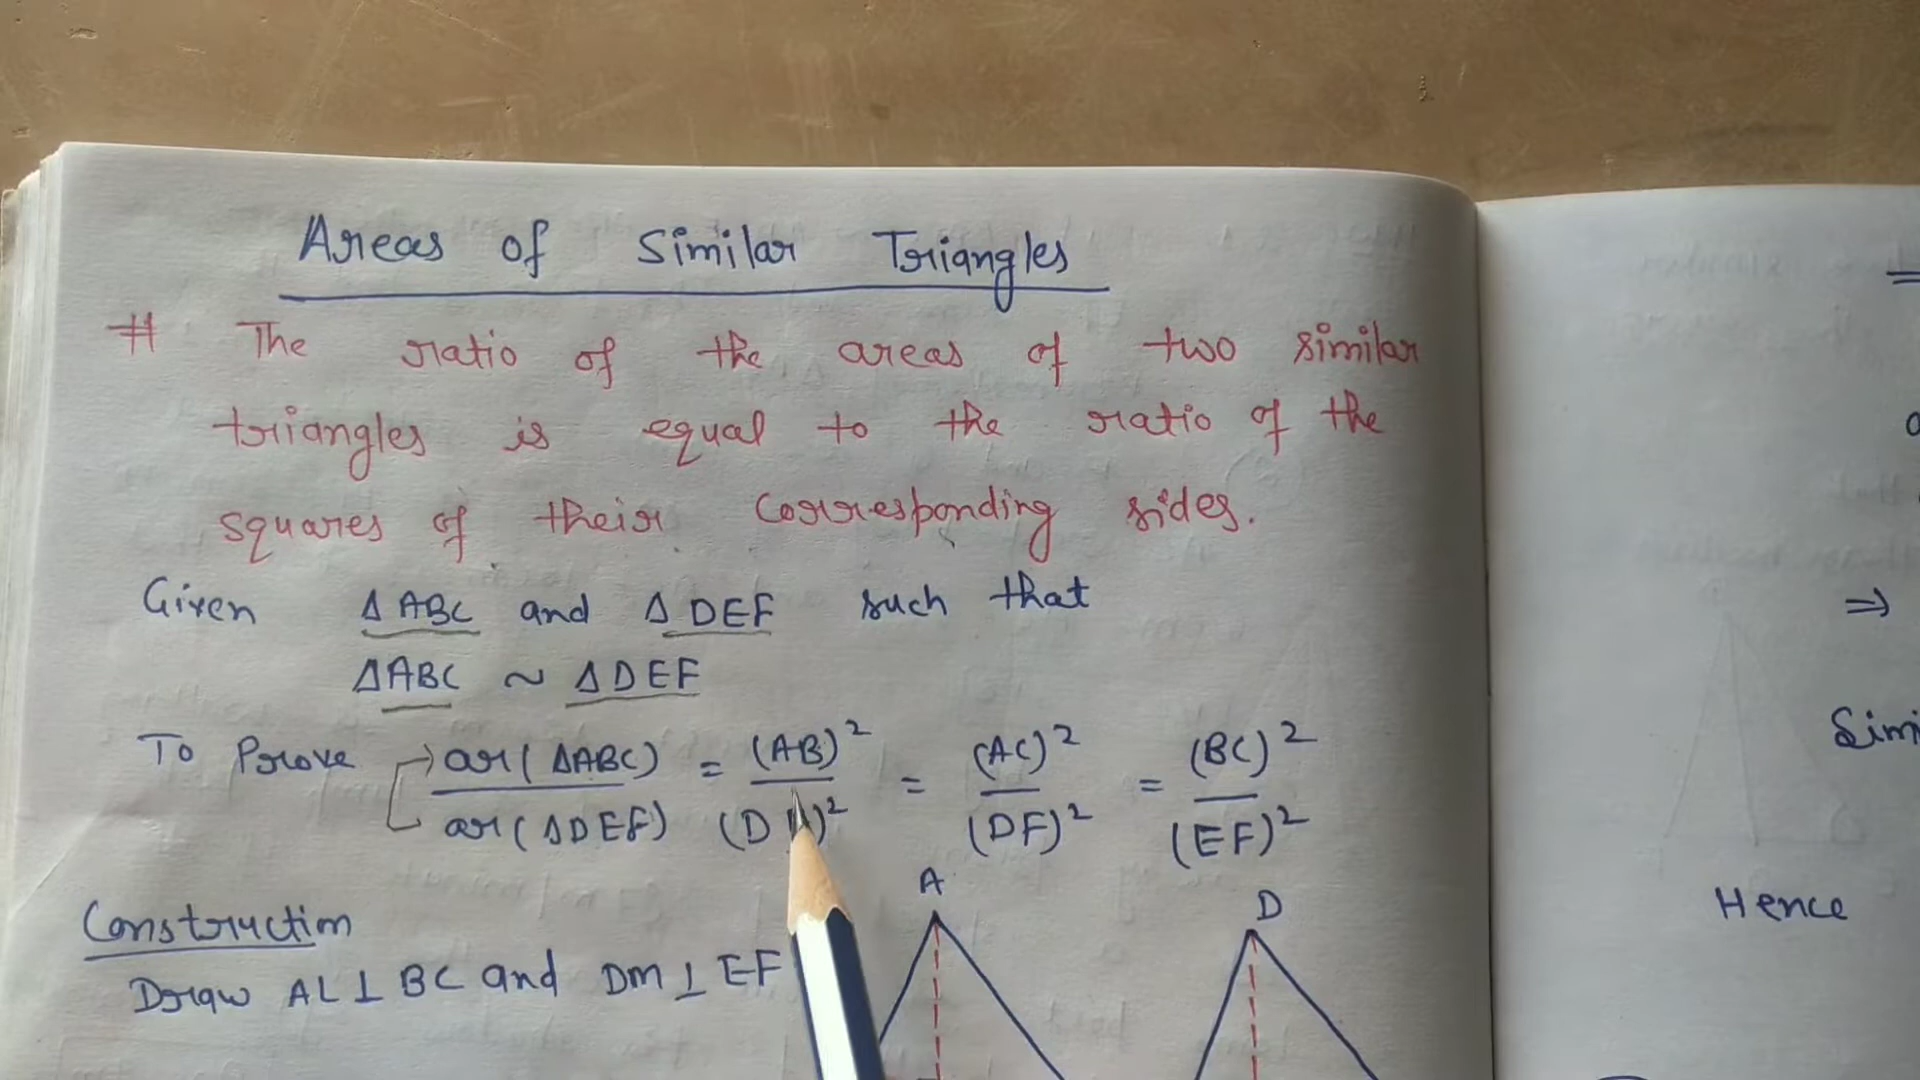 Areas of Similar Triangles
# The ratio of the areas of two similar
triangles is equal to the ratio of the
squares of their corresponding sides.
Given ΔABC and ΔDEF such that
ΔABC ~ ΔDEF
To Prove → ar(ΔABC) / ar(ΔDEF) = (AB)² / (D )² = (AC)² / (DF)² = (BC)² / (EF)²
Construction
Draw AL⊥BC and DM⊥EF
A
D
=
⇒
Simi
Hence